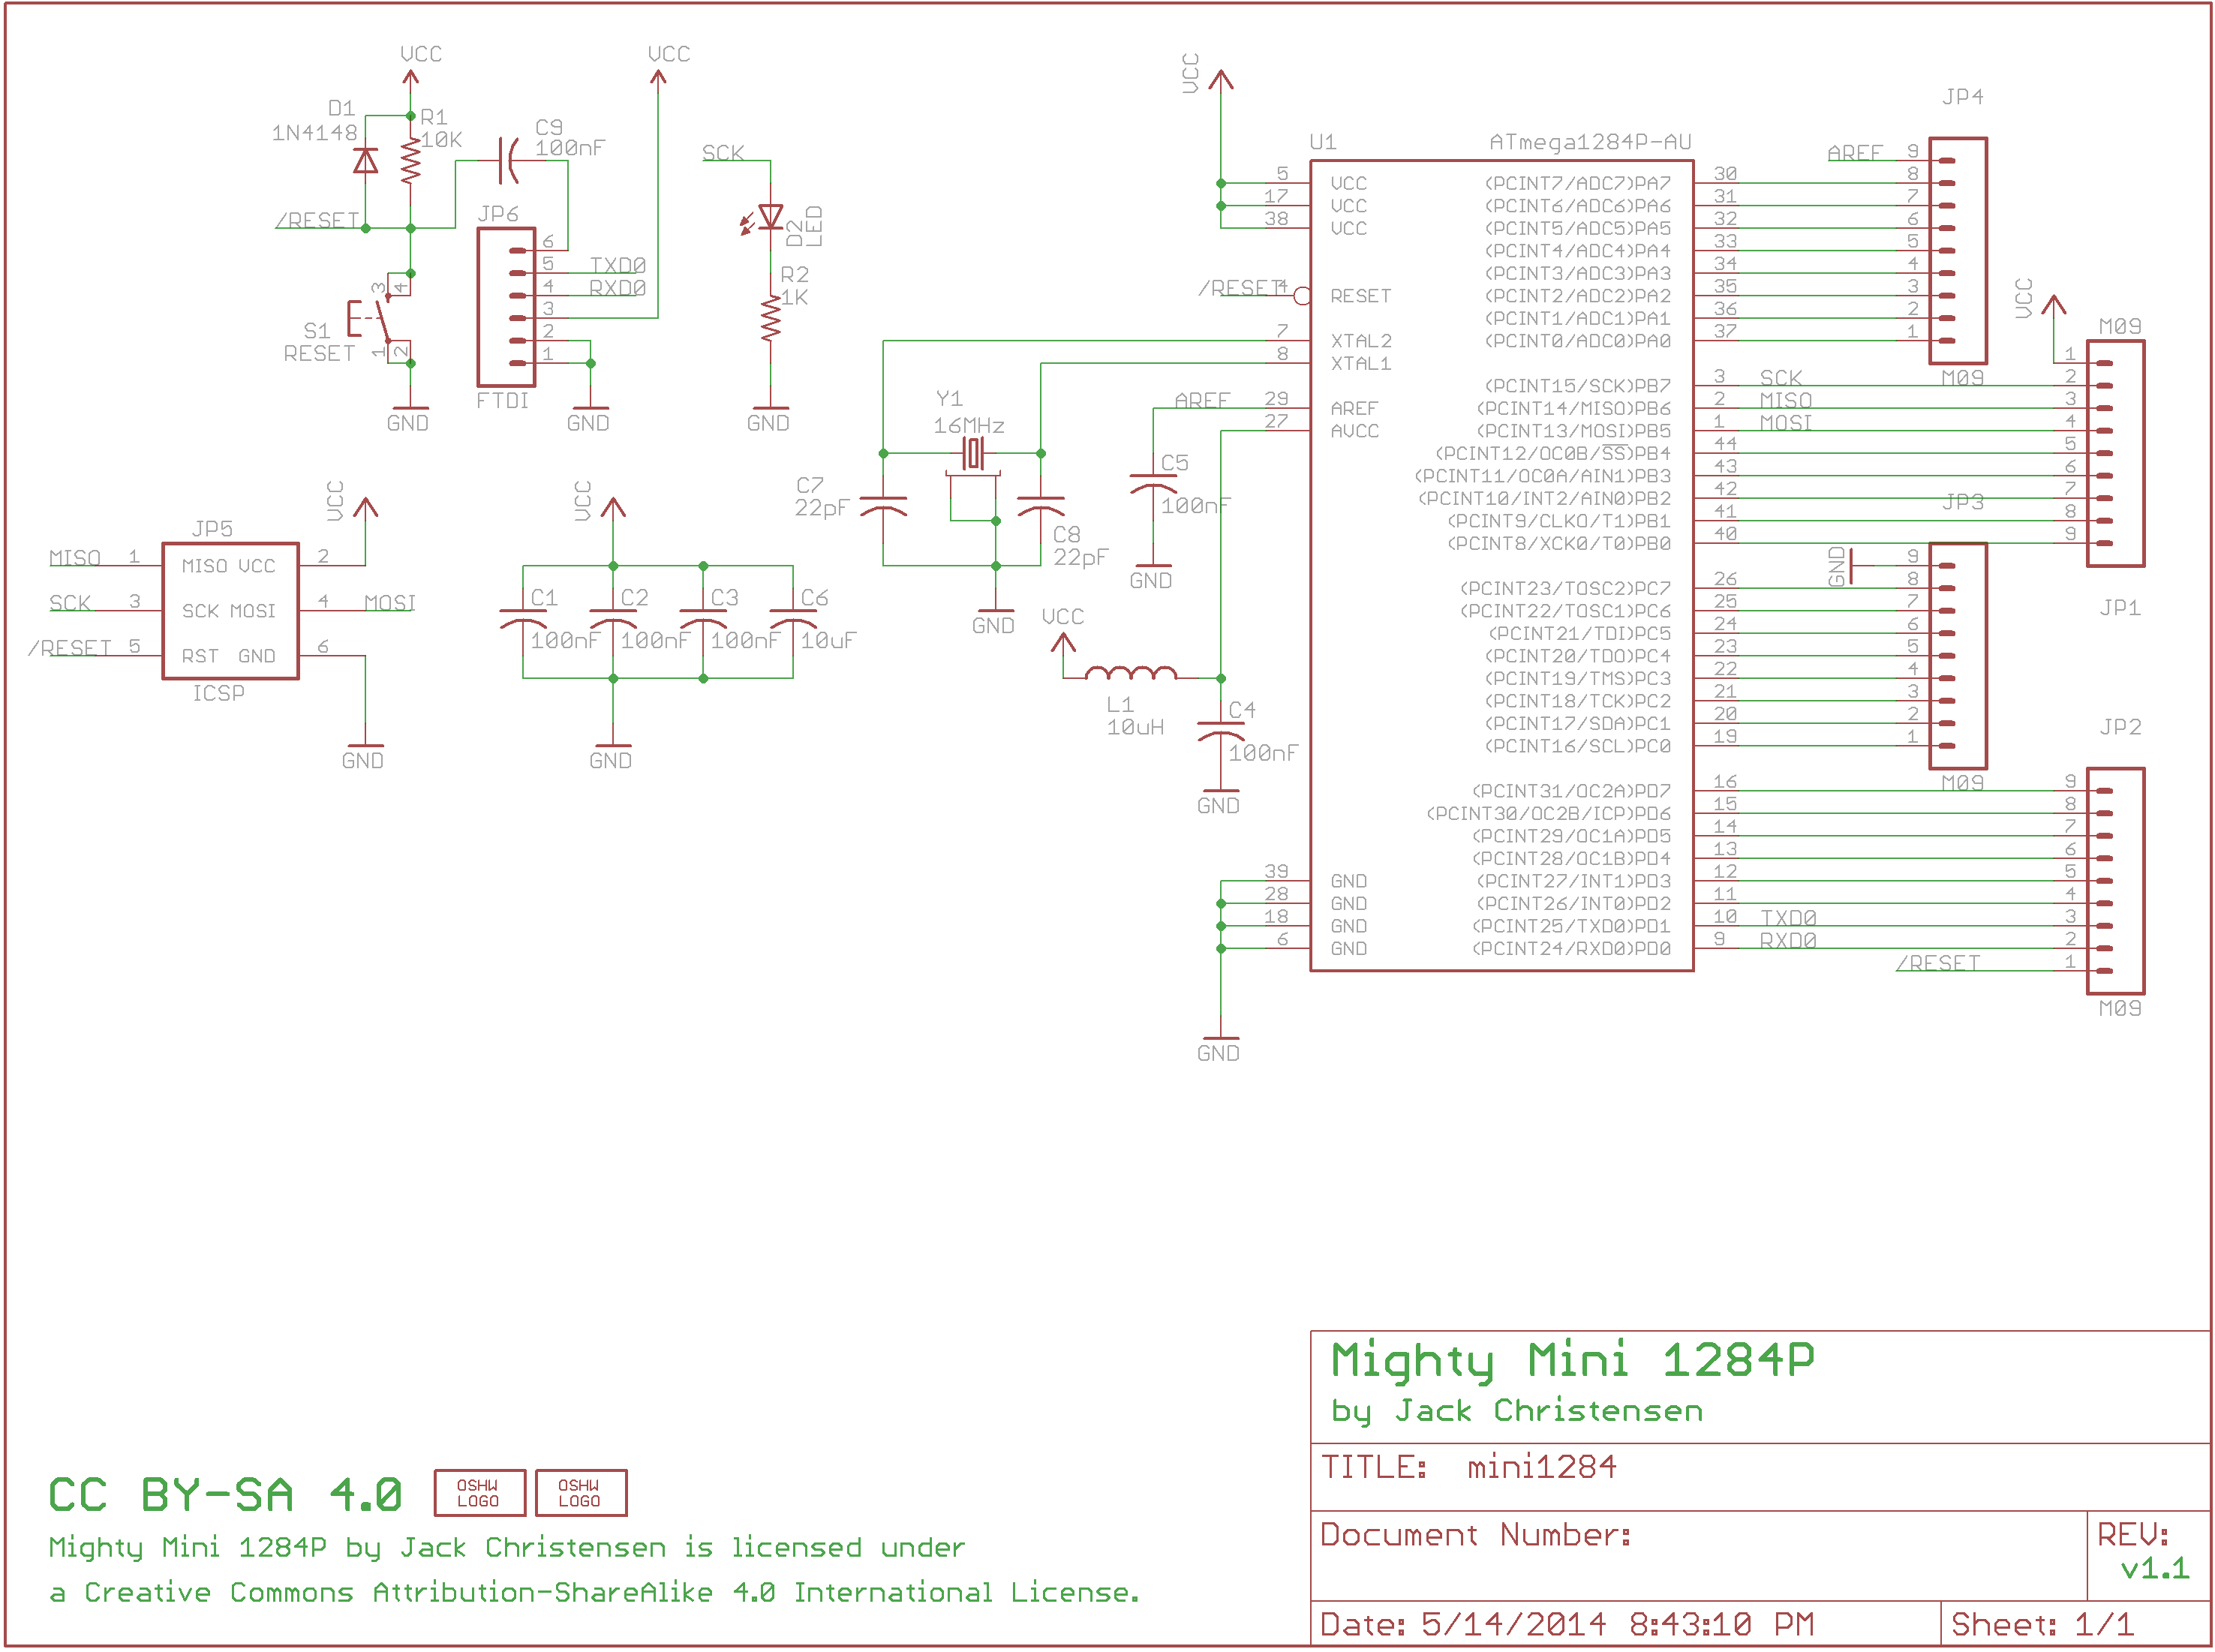 VCC
VCC
D1
1N4148
R1
10K
C9
100nF
/RESET
JP6
6
5
4
3
2
1
TXD0
RXD0
FTDI
3
4
S1
RESET
1
2
GND
GND
SCK
D2
LED
R2
1K
GND
JP5
MISO 1 MISO VCC 2
SCK 3 SCK MOSI 4 MOSI
/RESET 5 RST GND 6
ICSP
VCC
GND
VCC
C1
100nF
C2
100nF
C3
100nF
C6
10uF
GND
Y1
16MHz
C7
22pF
C8
22pF
GND
C5
100nF
GND
VCC
L1
10uH
C4
100nF
GND
VCC
U1 ATmega1284P-AU
5 VCC
17 VCC
38 VCC
/RESET 4 RESET
7 XTAL2
8 XTAL1
AREF 29 AREF
27 AVCC
39 GND
28 GND
18 GND
6 GND
GND
(PCINT7/ADC7)PA7 30
(PCINT6/ADC6)PA6 31
(PCINT5/ADC5)PA5 32
(PCINT4/ADC4)PA4 33
(PCINT3/ADC3)PA3 34
(PCINT2/ADC2)PA2 35
(PCINT1/ADC1)PA1 36
(PCINT0/ADC0)PA0 37
(PCINT15/SCK)PB7 3 SCK
(PCINT14/MISO)PB6 2 MISO
(PCINT13/MOSI)PB5 1 MOSI
(PCINT12/OC0B/SS)PB4 44
(PCINT11/OC0A/AIN1)PB3 43
(PCINT10/INT2/AIN0)PB2 42
(PCINT9/CLKO/T1)PB1 41
(PCINT8/XCK0/T0)PB0 40
(PCINT23/TOSC2)PC7 26
(PCINT22/TOSC1)PC6 25
(PCINT21/TDI)PC5 24
(PCINT20/TDO)PC4 23
(PCINT19/TMS)PC3 22
(PCINT18/TCK)PC2 21
(PCINT17/SDA)PC1 20
(PCINT16/SCL)PC0 19
(PCINT31/OC2A)PD7 16
(PCINT30/OC2B/ICP)PD6 15
(PCINT29/OC1A)PD5 14
(PCINT28/OC1B)PD4 13
(PCINT27/INT1)PD3 12
(PCINT26/INT0)PD2 11
(PCINT25/TXD0)PD1 10 TXD0
(PCINT24/RXD0)PD0 9 RXD0
/RESET
JP4
AREF 9
8
7
6
5
4
3
2
1
M09
VCC
M09
1
2
3
4
5
6
7
8
9
JP1
JP3
GND 9
8
7
6
5
4
3
2
1
M09
JP2
9
8
7
6
5
4
3
2
1
M09
Mighty Mini 1284P
by Jack Christensen
TITLE: mini1284
Document Number:
REV:
v1.1
Date: 5/14/2014 8:43:10 PM
Sheet: 1/1
CC BY-SA 4.0
OSHW
LOGO
OSHW
LOGO
Mighty Mini 1284P by Jack Christensen is licensed under
a Creative Commons Attribution-ShareAlike 4.0 International License.